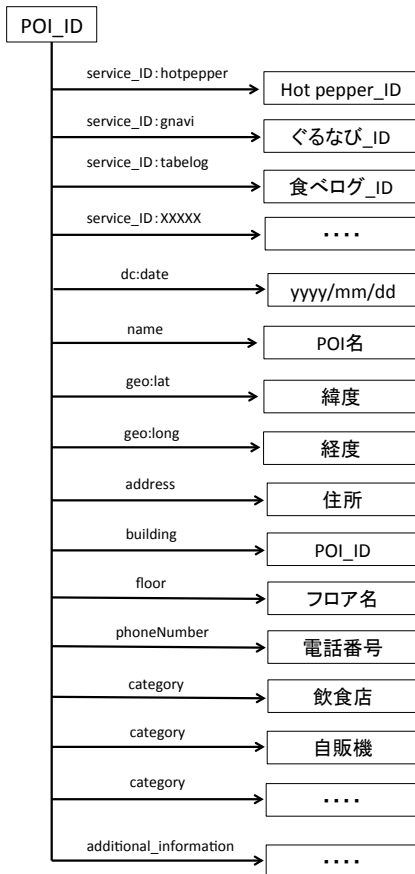 POI_ID
service_ID:hotpepper
Hot pepper_ID
service_ID:gnavi
ぐるなび_ID
service_ID:tabelog
食べログ_ID
service_ID:XXXXX
････
dc:date
yyyy/mm/dd
name
POI名
geo:lat
緯度
geo:long
経度
address
住所
building
POI_ID
floor
フロア名
phoneNumber
電話番号
category
飲食店
category
自販機
category
････
additional_information
････